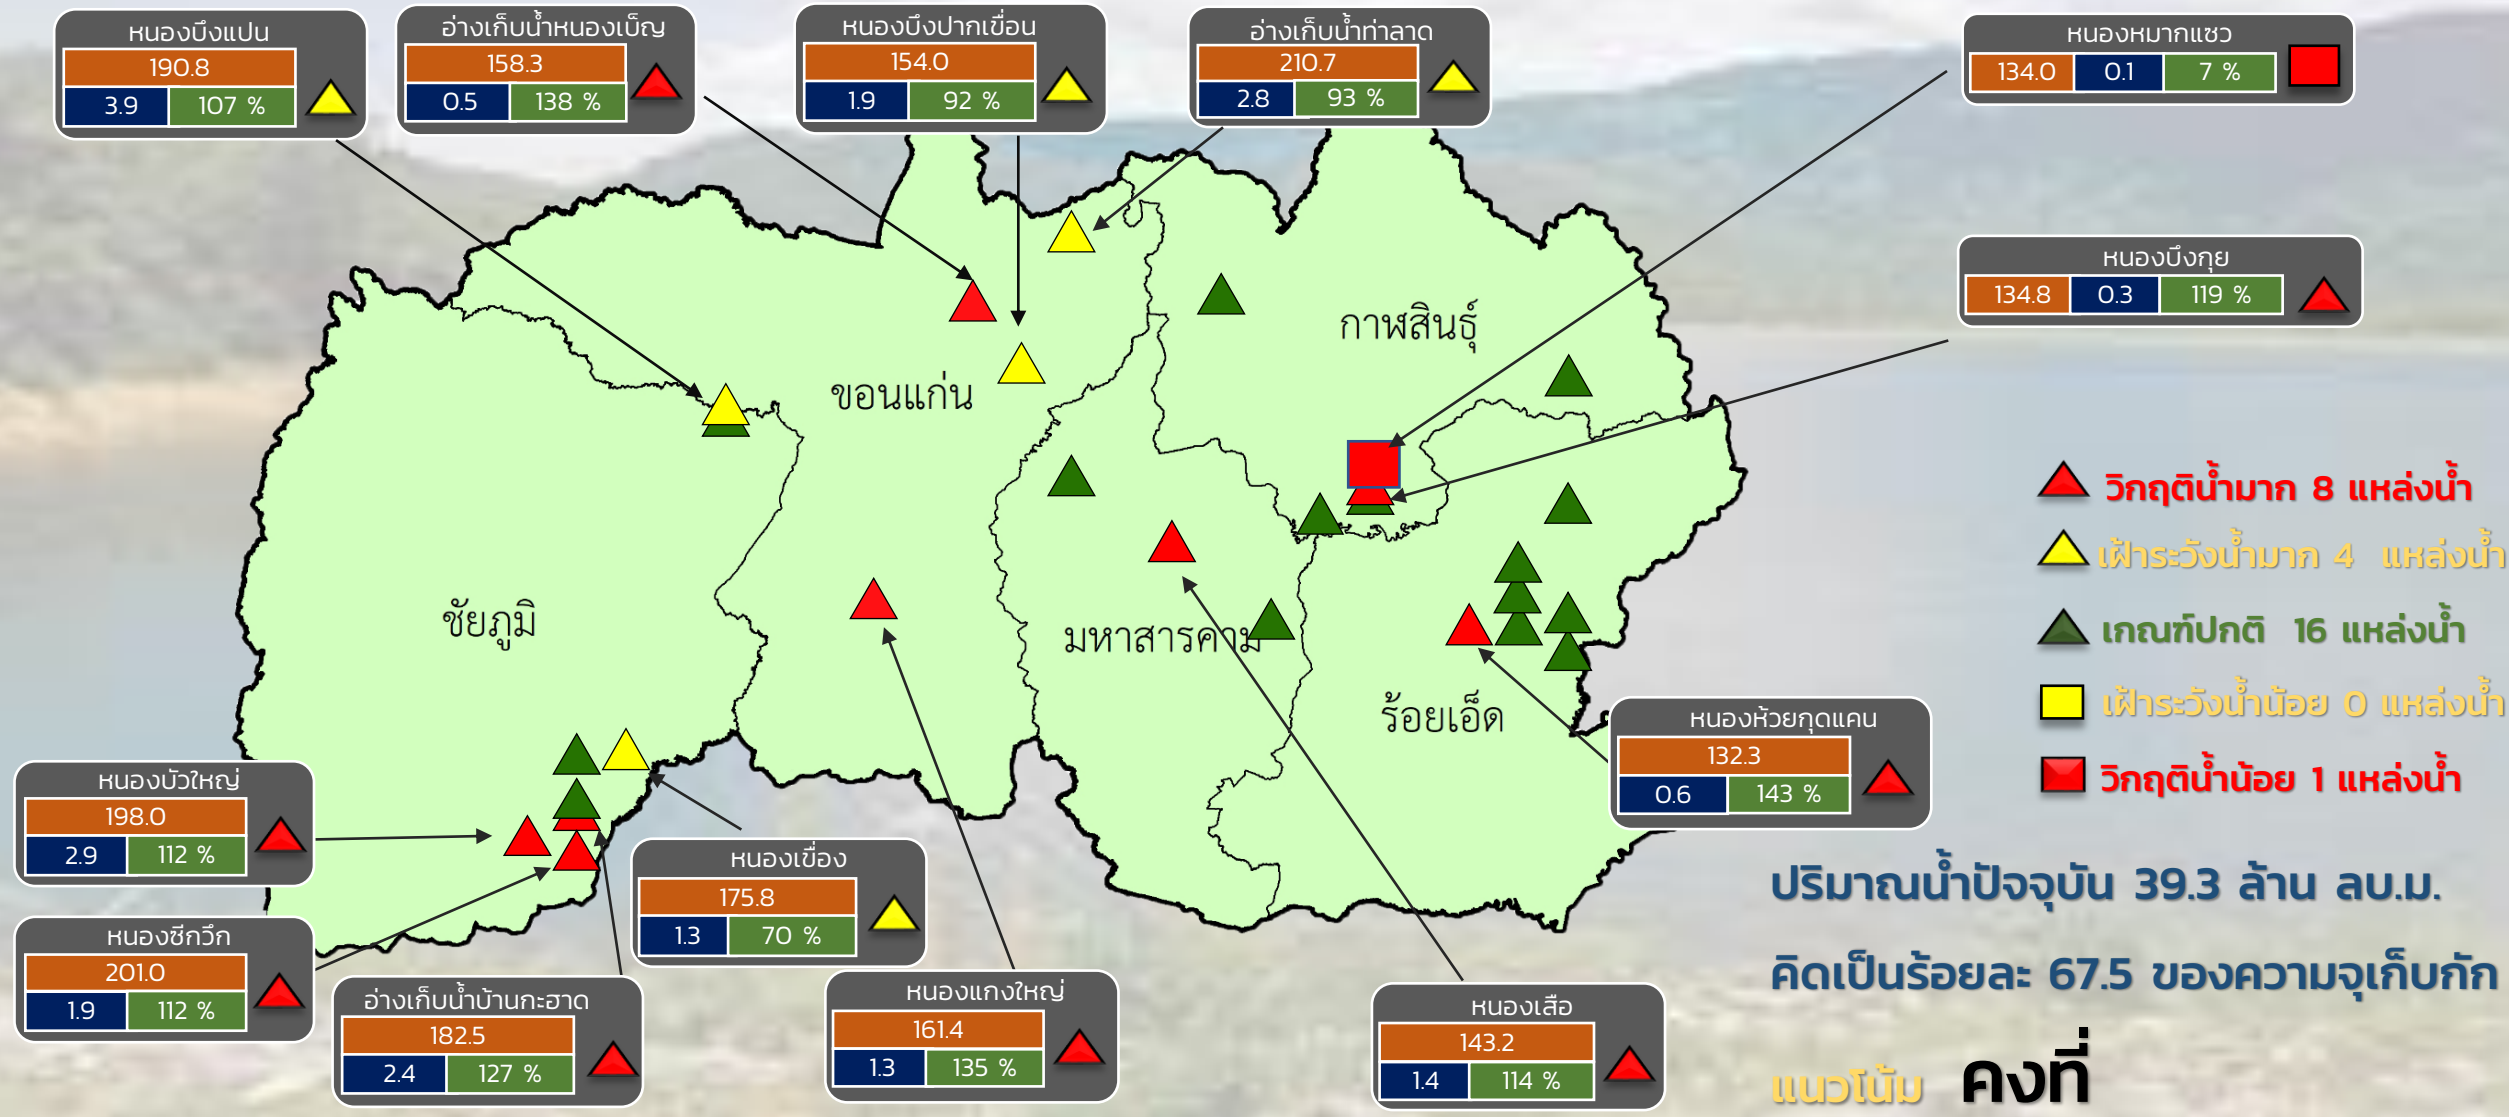 หนองบึงแปน
190.8
3.9 107 %
อ่างเก็บน้ำหนองเบ็ญ
158.3
0.5 138 %
หนองบึงปากเขื่อน
154.0
1.9 92 %
อ่างเก็บน้ำท่าลาด
210.7
2.8 93 %
หนองหมากแซว
134.0 0.1 7 %
หนองบึงกุย
134.8 0.3 119 %
กาฬสินธุ์
ขอนแก่น
ชัยภูมิ
มหาสารคาม
ร้อยเอ็ด
วิกฤติน้ำมาก 8 แหล่งน้ำ
เฝ้าระวังน้ำมาก 4 แหล่งน้ำ
เกณฑ์ปกติ 16 แหล่งน้ำ
เฝ้าระวังน้ำน้อย 0 แหล่งน้ำ
วิกฤติน้ำน้อย 1 แหล่งน้ำ
หนองห้วยกุดแคน
132.3
0.6 143 %
หนองบัวใหญ่
198.0
2.9 112 %
หนองเขื่อง
175.8
1.3 70 %
หนองซีกวึก
201.0
1.9 112 %
อ่างเก็บน้ำบ้านกะฮาด
182.5
2.4 127 %
หนองแกงใหญ่
161.4
1.3 135 %
หนองเสือ
143.2
1.4 114 %
ปริมาณน้ำปัจจุบัน 39.3 ล้าน ลบ.ม.
คิดเป็นร้อยละ 67.5 ของความจุเก็บกัก
แนวโน้ม คงที่